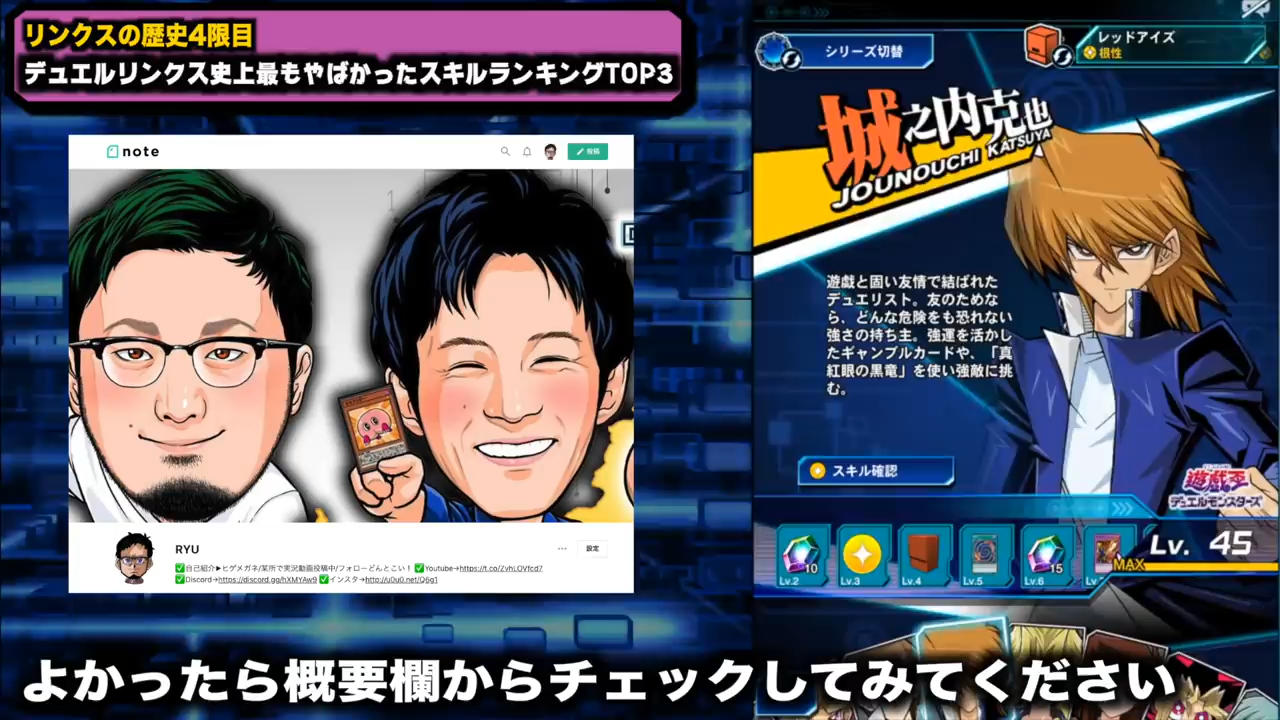 リンクスの歴史4限目
デュエルリンクス史上最もやばかったスキルランキングTOP3
note
投稿
RYU
設定
✅自己紹介▶ヒゲメガネ/某所で実況動画投稿中/フォローどんとこい！ ✅Youtube→https://t.co/ZvhLQVfcd7
✅Discord→https://discord.gg/hXMYAw9 ✅インスタ→http://u0u0.net/Q6g1
シリーズ切替
レッドアイズ
根性
城之内克也
JOUNOUCHI KATSUYA
遊戯と固い友情で結ばれた
デュエリスト。友のためな
ら、どんな危険をも恐れない
強さの持ち主。強運を活かし
たギャンブルカードや、「真
紅眼の黒竜」を使い強敵に挑
む。
スキル確認
遊戯王
デュエルモンスターズ
10
15
Lv.2
Lv.3
Lv.4
Lv.5
Lv.6
Lv.
Lv. 45
MAX
よかったら概要欄からチェックしてみてください